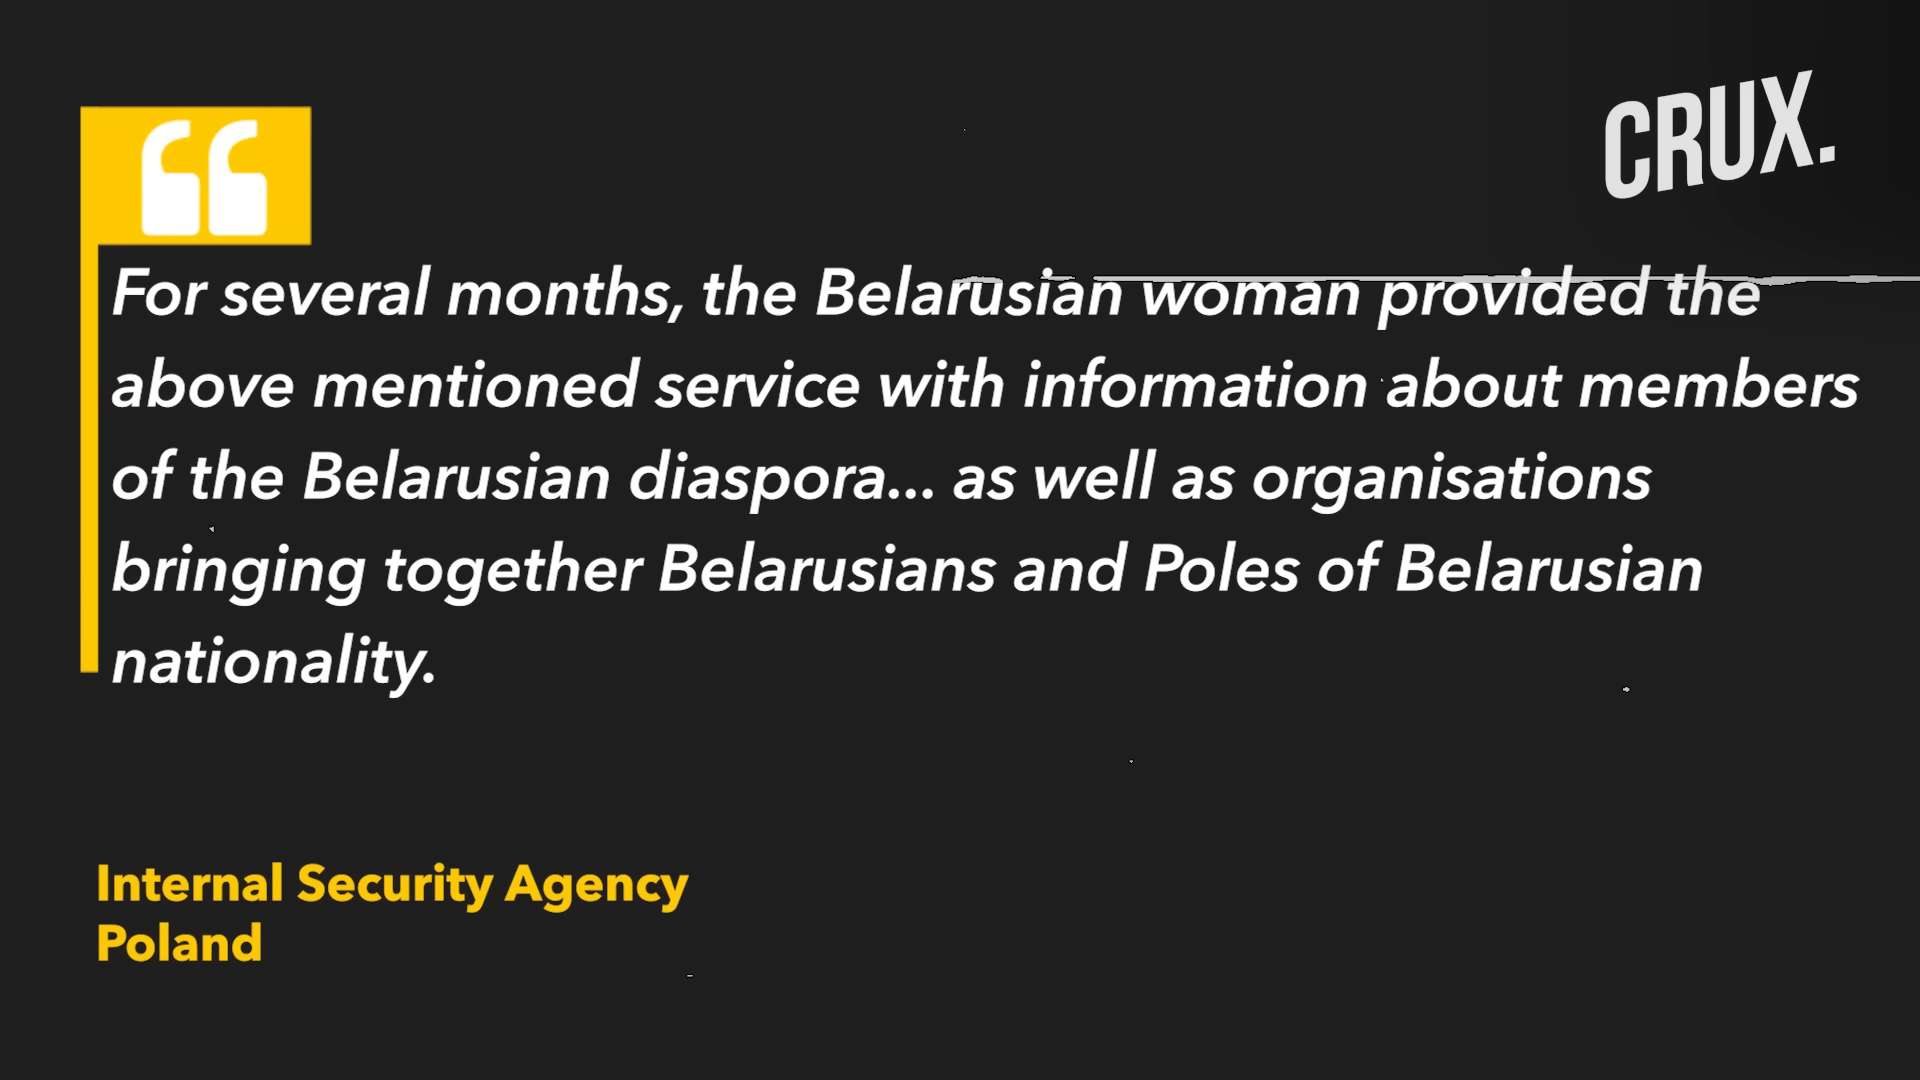 CRUX.
For several months, the Belarusian woman provided the
above mentioned service with information about members
of the Belarusian diaspora... as well as organisations
bringing together Belarusians and Poles of Belarusian
nationality.
Internal Security Agency
Poland